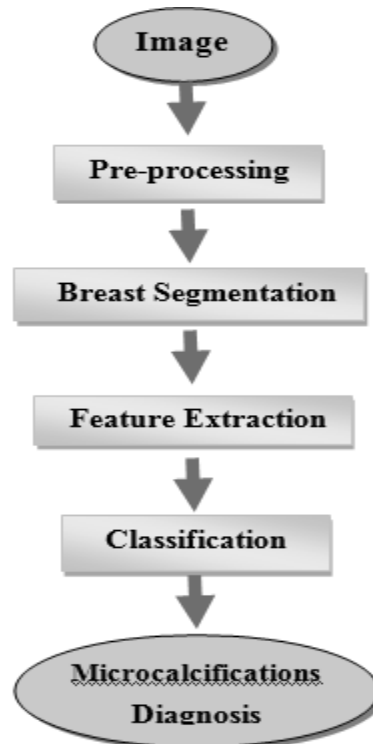 Image
Pre-processing
Breast Segmentation
Feature Extraction
Classification
Microcalcifications
Diagnosis